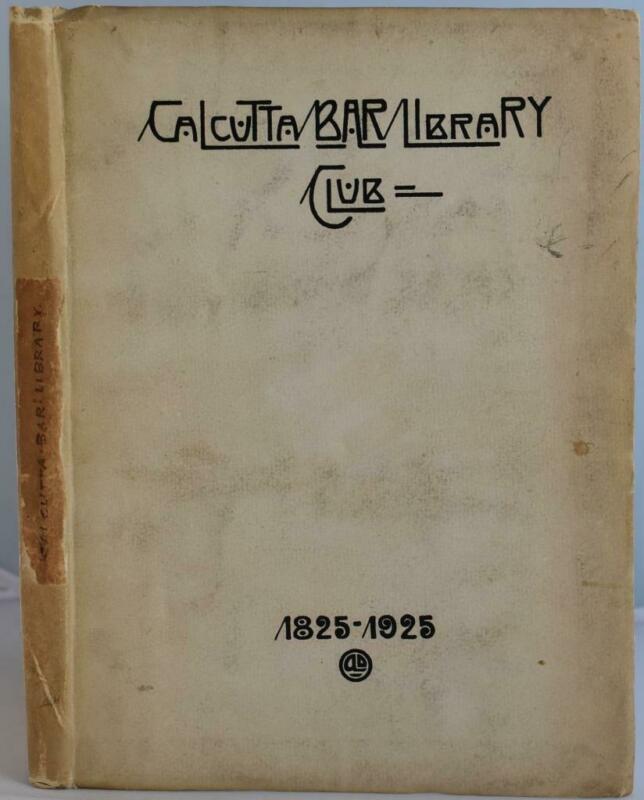 CALCUTTA BAR LIBRARY
CLUB
1825-1925
CALCUTTA·BAR·LIBRARY.